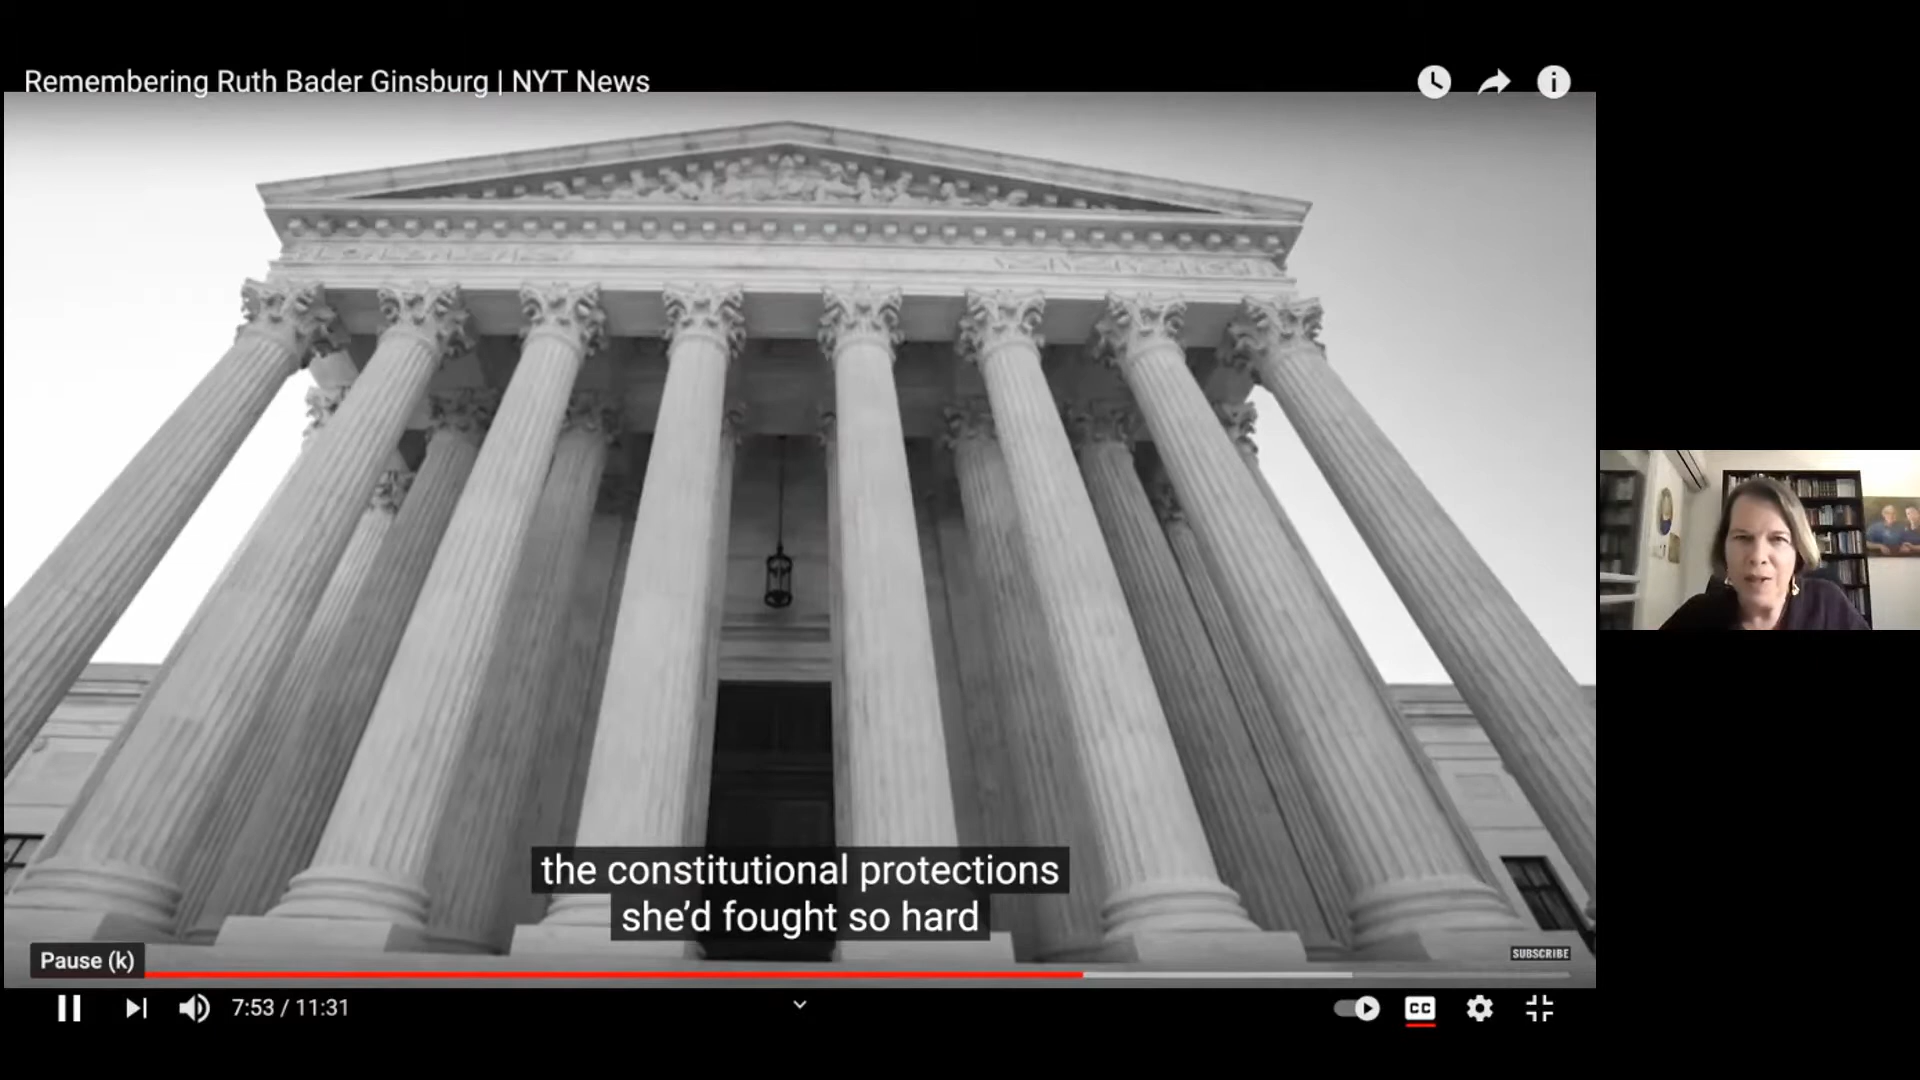 Remembering Ruth Bader Ginsburg | NYT News
the constitutional protections
she'd fought so hard
SUBSCRIBE
Pause (k)
7:53 / 11:31
CC